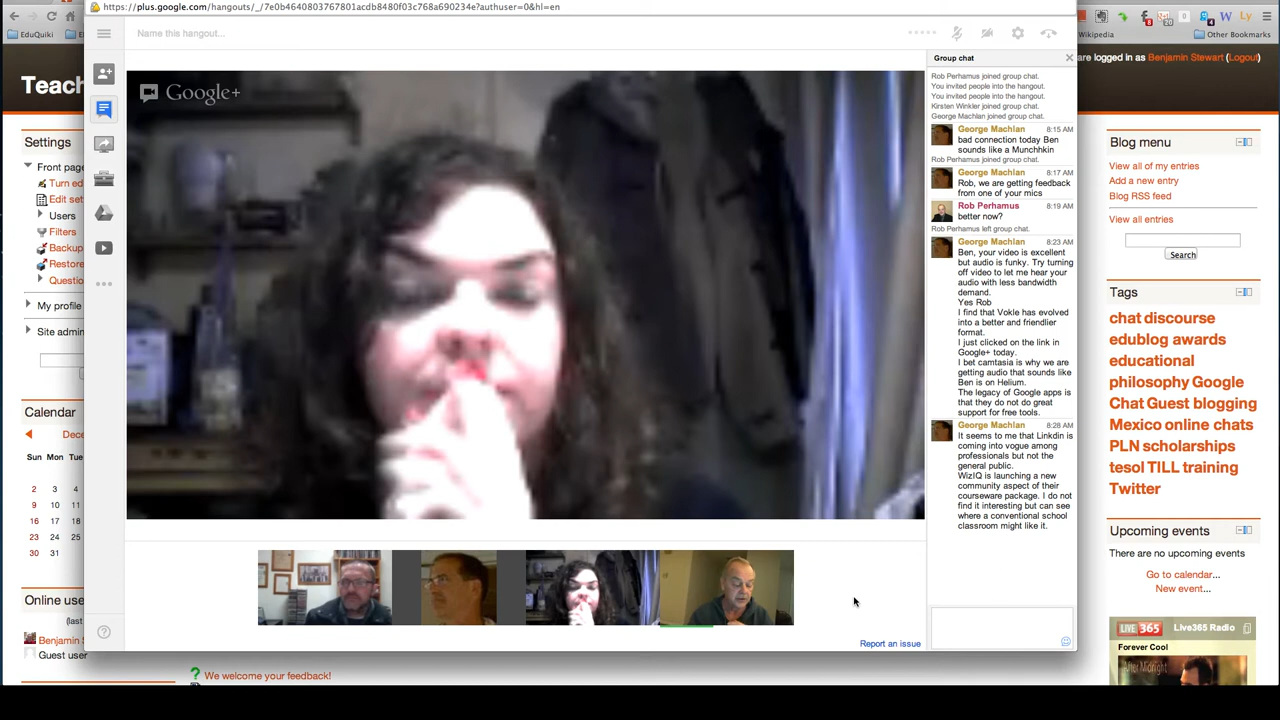 https://plus.google.com/hangouts/_/7e0b4640803767801acdb8480f03c768a690234e?authuser=0&hl=en
EduQuiki
Wikipedia
Other Bookmarks
Name this hangout...
are logged in as Benjamin Stewart (Logout)
Teach
Google+
Settings
Front page
Turn ed
Edit set
Users
Filters
Backup
Restore
Questio
My profile
Site admin
Calendar
Dece
Sun Mon Tue
2 3 4
9 10 11
16 17 18
23 24 25
30 31
Online use
(last
Benjamin S
Guest user
Group chat
Rob Perhamus joined group chat.
You invited people into the hangout.
You invited people into the hangout.
Kirsten Winkler joined group chat.
George Machlan joined group chat.
George Machlan 8:15 AM
bad connection today Ben
sounds like a Munchhkin
Rob Perhamus joined group chat.
George Machlan 8:17 AM
Rob, we are getting feedback
from one of your mics
Rob Perhamus 8:19 AM
better now?
Rob Perhamus left group chat.
George Machlan 8:23 AM
Ben, your video is excellent
but audio is funky. Try turning
off video to let me hear your
audio with less bandwidth
demand.
Yes Rob
I find that Vokle has evolved
into a better and friendlier
format.
I just clicked on the link in
Google+ today.
I bet camtasia is why we are
getting audio that sounds like
Ben is on Helium.
The legacy of Google apps is
that they do not do great
support for free tools.
George Machlan 8:28 AM
It seems to me that Linkdin is
coming into vogue among
professionals but not the
general public.
WizIQ is launching a new
community aspect of their
courseware package. I do not
find it interesting but can see
where a conventional school
classroom might like it.
Report an issue
We welcome your feedback!
Blog menu
View all of my entries
Add a new entry
Blog RSS feed
View all entries
Search
Tags
chat discourse
edublog awards
educational
philosophy Google
Chat Guest blogging
Mexico online chats
PLN scholarships
tesol TILL training
Twitter
Upcoming events
There are no upcoming events
Go to calendar...
New event...
LIVE365 Live365 Radio
Forever Cool
After Midnight